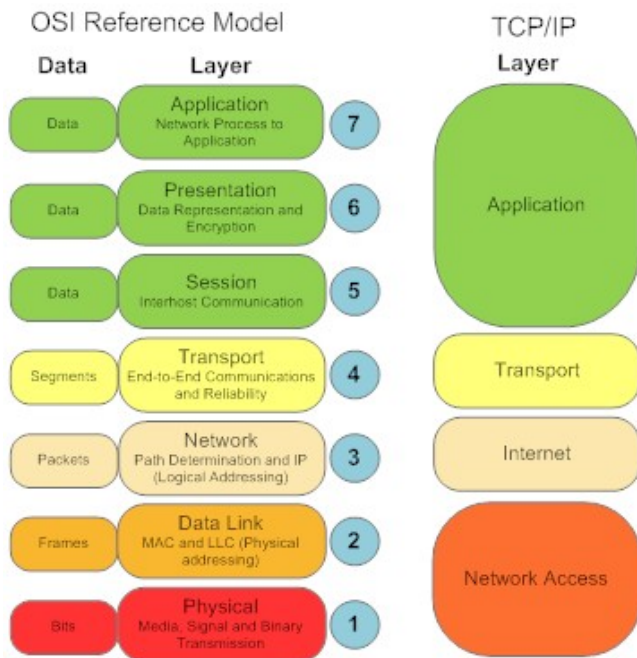 OSI Reference Model
Data Layer
Data
Application
Network Process to
Application
7
Data
Presentation
Data Representation and
Encryption
6
Data
Session
Interhost Communication
5
Segments
Transport
End-to-End Communications
and Reliability
4
Packets
Network
Path Determination and IP
(Logical Addressing)
3
Frames
Data Link
MAC and LLC (Physical
addressing)
2
Bits
Physical
Media, Signal and Binary
Transmission
1
TCP/IP
Layer
Application
Transport
Internet
Network Access